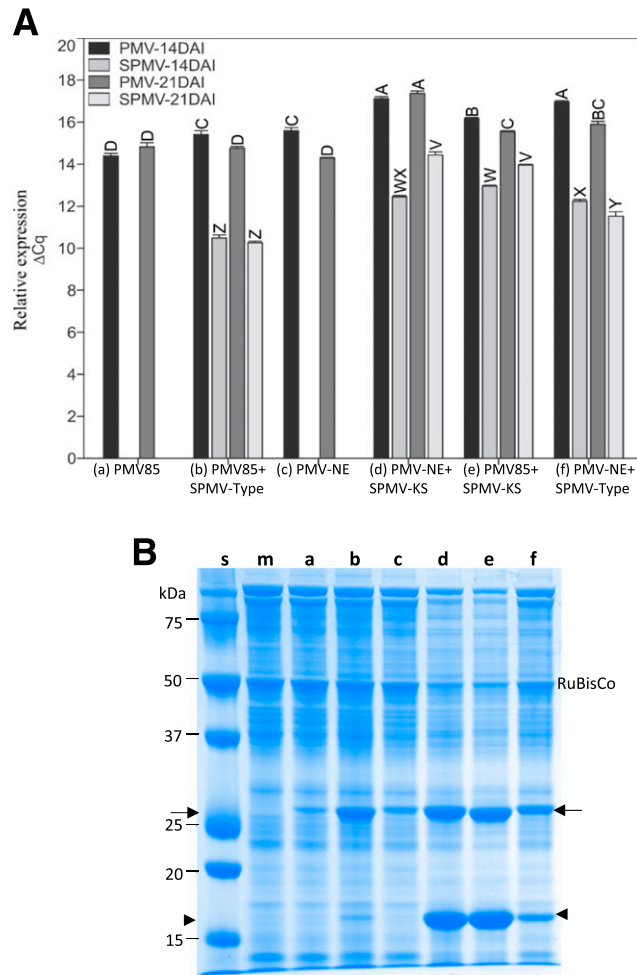 A
20
18
16
14
12
10
8
6
4
2
0
Relative expression
ΔCq
PMV-14DAI
SPMV-14DAI
PMV-21DAI
SPMV-21DAI
D D C Z D Z C D A WX A V B W C V A X BC Y
(a) PMV85 (b) PMV85+ (c) PMV-NE (d) PMV-NE+ (e) PMV85+ (f) PMV-NE+
SPMV-Type SPMV-KS SPMV-KS SPMV-Type
B s m a b c d e f
kDa
75
50 RuBisCo
37
25
20
15